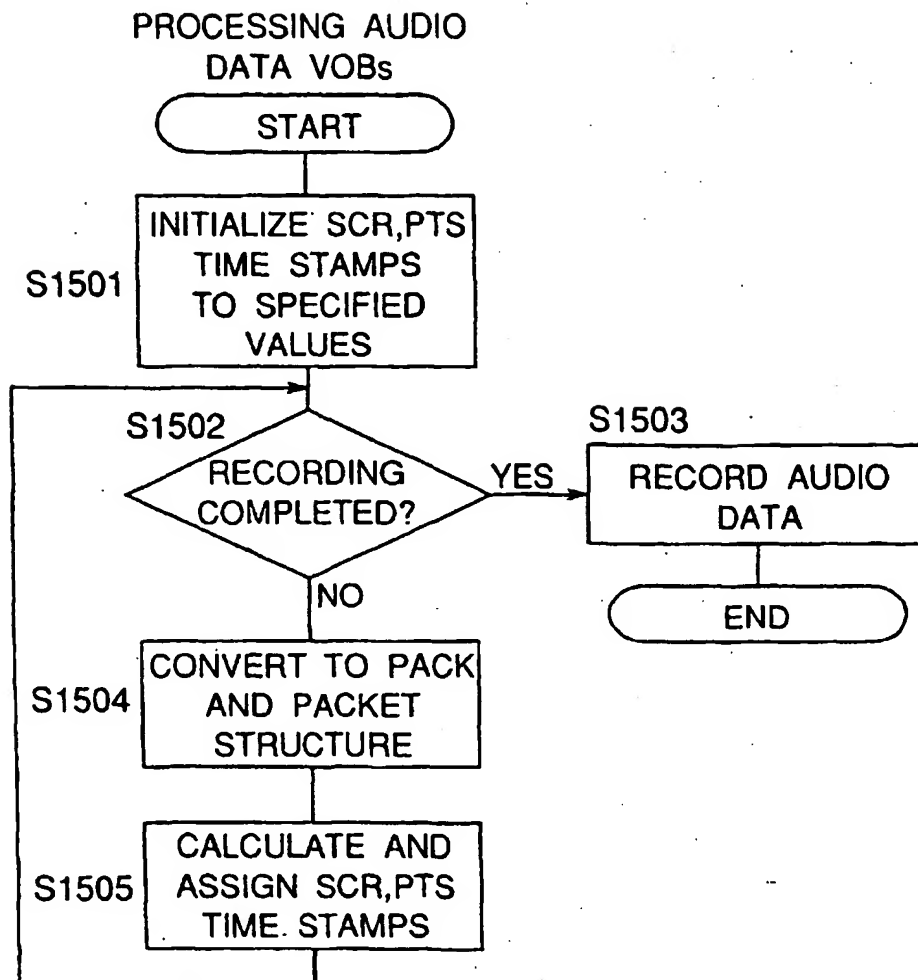 PROCESSING AUDIO
DATA VOBs
START
S1501
INITIALIZE SCR,PTS
TIME STAMPS
TO SPECIFIED
VALUES
S1502
RECORDING
COMPLETED?
YES
S1503
RECORD AUDIO
DATA
END
NO
S1504
CONVERT TO PACK
AND PACKET
STRUCTURE
S1505
CALCULATE AND
ASSIGN SCR,PTS
TIME STAMPS